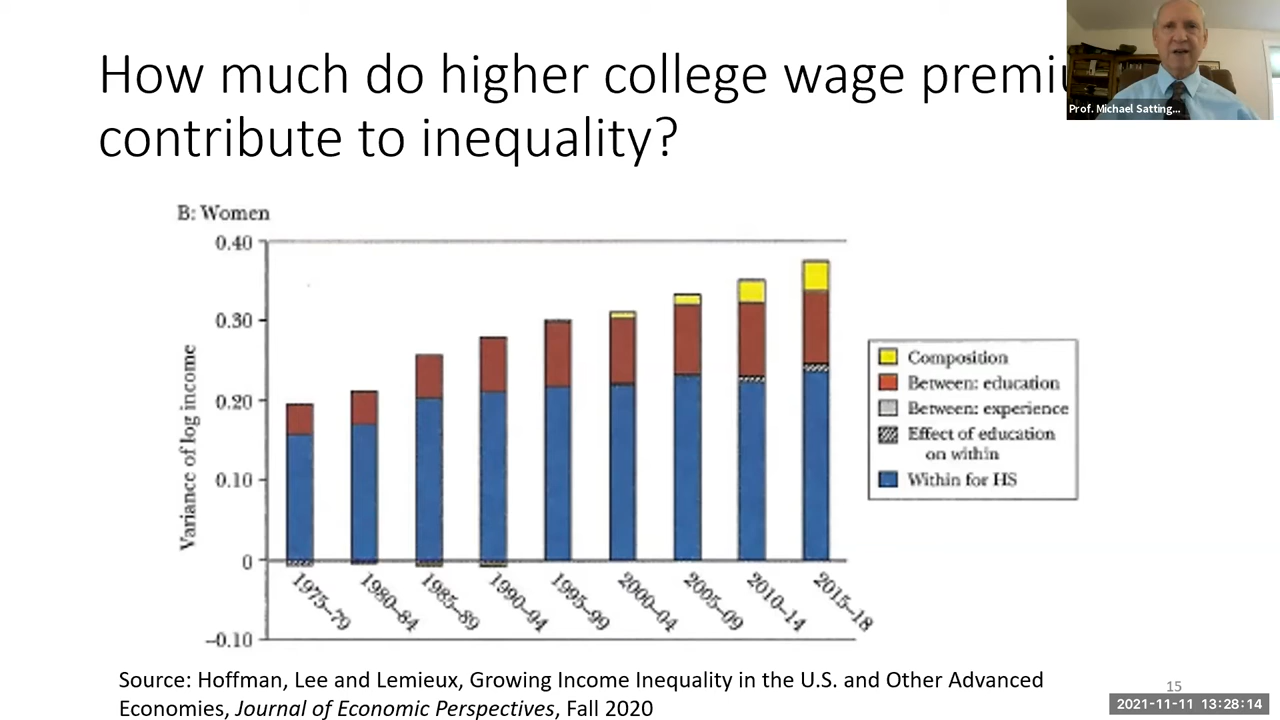 How much do higher college wage
contribute to inequality?
Prof. Michael Satting...
B: Women
0.40
0.30
0.20
0.10
0
–0.10
Variance of log income
1975–79
1980–84
1985–89
1990–94
1995–99
2000–04
2005–09
2010–14
2015–18
Composition
Between: education
Between: experience
Effect of education
on within
Within for HS
Source: Hoffman, Lee and Lemieux, Growing Income Inequality in the U.S. and Other Advanced
Economies, Journal of Economic Perspectives, Fall 2020
15
2021-11-11 13:28:14